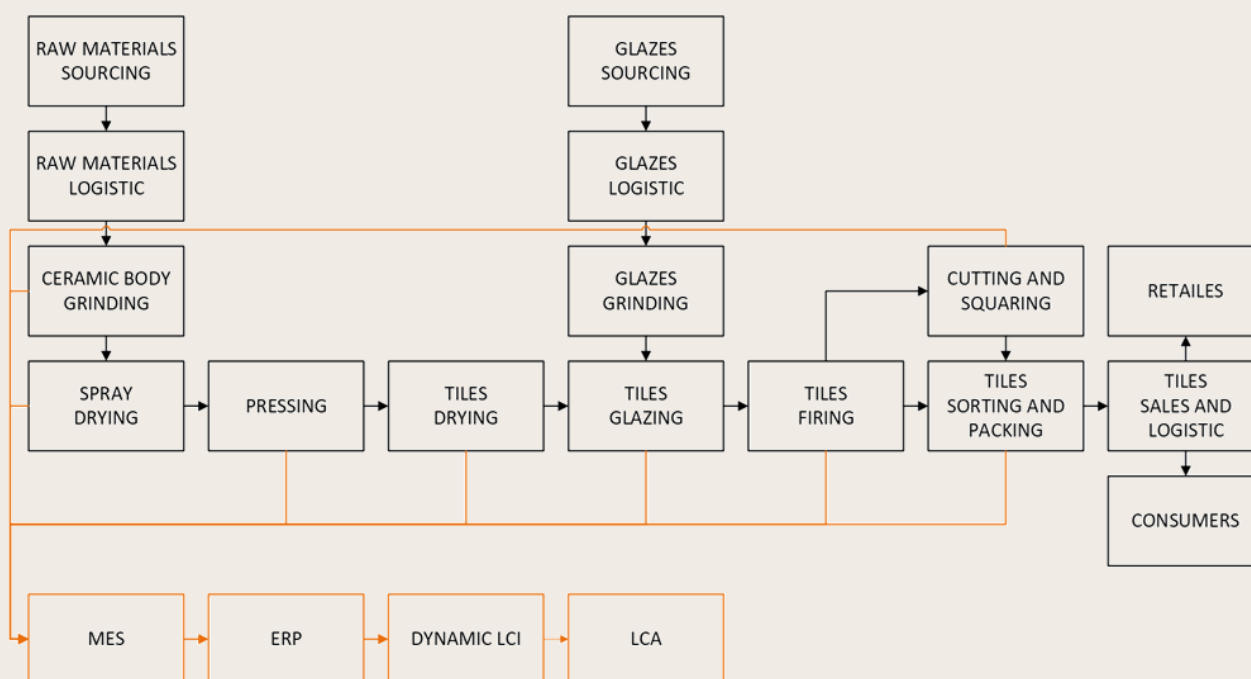 RAW MATERIALS
SOURCING
GLAZES
SOURCING
RAW MATERIALS
LOGISTIC
GLAZES
LOGISTIC
CERAMIC BODY
GRINDING
GLAZES
GRINDING
CUTTING AND
SQUARING
RETAILES
SPRAY
DRYING
PRESSING
TILES
DRYING
TILES
GLAZING
TILES
FIRING
TILES
SORTING AND
PACKING
TILES
SALES AND
LOGISTIC
CONSUMERS
MES
ERP
DYNAMIC LCI
LCA